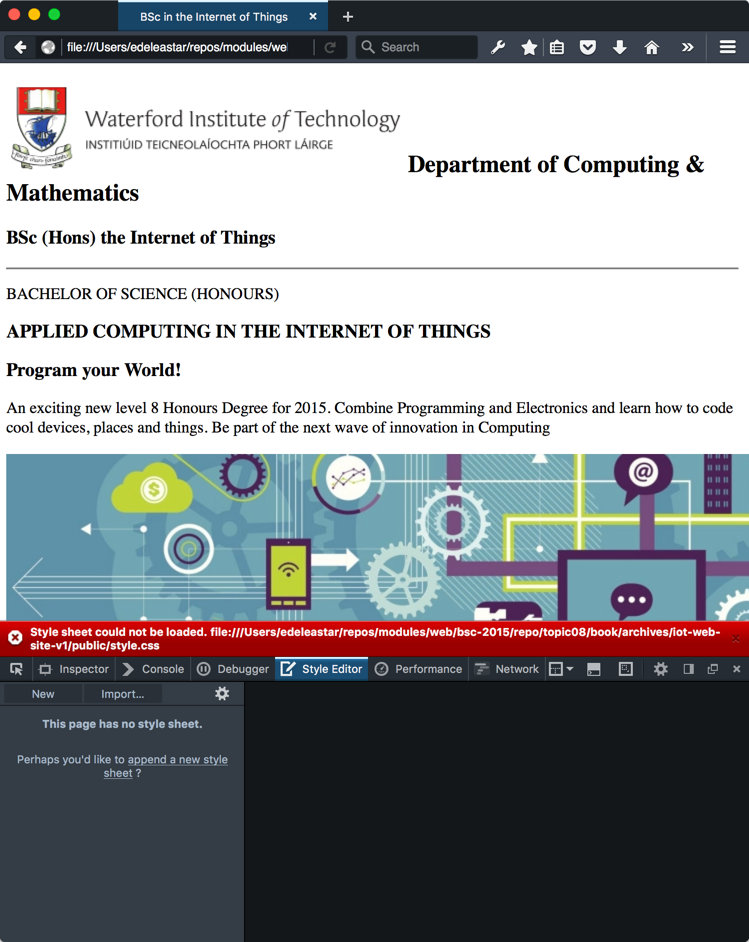 BSc in the Internet of Things
file:///Users/edeleastar/repos/modules/we
Search
Waterford Institute of Technology
INSTITIÚID TEICNEOLAÍOCHTA PHORT LÁIRGE
Department of Computing &
Mathematics
BSc (Hons) the Internet of Things
BACHELOR OF SCIENCE (HONOURS)
APPLIED COMPUTING IN THE INTERNET OF THINGS
Program your World!
An exciting new level 8 Honours Degree for 2015. Combine Programming and Electronics and learn how to code
cool devices, places and things. Be part of the next wave of innovation in Computing
$
@
Style sheet could not be loaded. file:///Users/edeleastar/repos/modules/web/bsc-2015/repo/topic08/book/archives/iot-web-
site-v1/public/style.css
Inspector Console Debugger Style Editor Performance Network
New Import...
This page has no style sheet.
Perhaps you'd like to append a new style
sheet ?